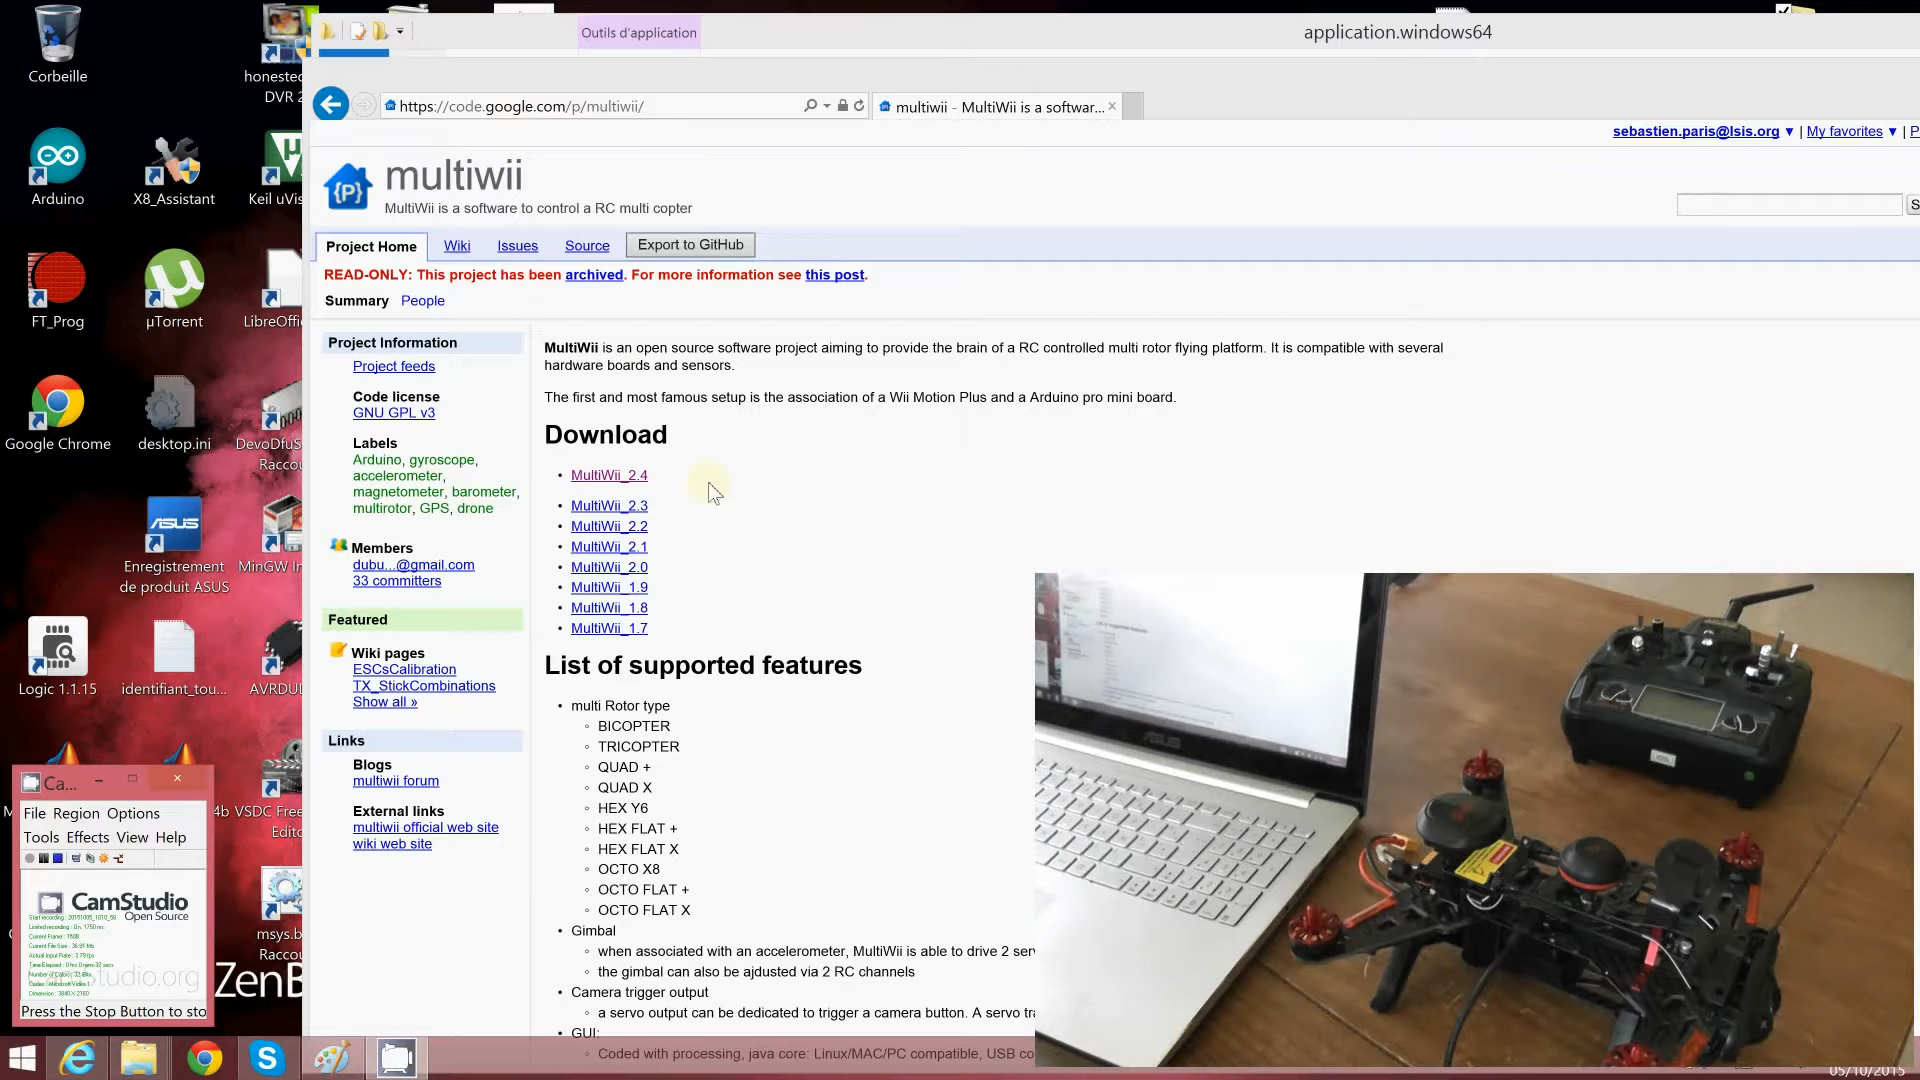 Outils d'application
application.windows64
Corbeille
honestec
DVR 2
https://code.google.com/p/multiwii/
multiwii - MultiWii is a softwar...
sebastien.paris@lsis.org ▼ | My favorites ▼ | P
multiwii
MultiWii is a software to control a RC multi copter
S
Arduino
X8_Assistant
Keil uVis
Project Home
Wiki
Issues
Source
Export to GitHub
READ-ONLY: This project has been archived. For more information see this post.
Summary People
FT_Prog
µTorrent
LibreOffi
Project Information
Project feeds
Code license
GNU GPL v3
Labels
Arduino, gyroscope,
accelerometer,
magnetometer, barometer,
multirotor, GPS, drone
Members
dubu...@gmail.com
33 committers
Featured
Wiki pages
ESCsCalibration
TX_StickCombinations
Show all »
Links
Blogs
multiwii forum
External links
multiwii official web site
wiki web site
MultiWii is an open source software project aiming to provide the brain of a RC controlled multi rotor flying platform. It is compatible with several
hardware boards and sensors.
The first and most famous setup is the association of a Wii Motion Plus and a Arduino pro mini board.
Download
• MultiWii_2.4
• MultiWii_2.3
• MultiWii_2.2
• MultiWii_2.1
• MultiWii_2.0
• MultiWii_1.9
• MultiWii_1.8
• MultiWii_1.7
List of supported features
• multi Rotor type
◦ BICOPTER
◦ TRICOPTER
◦ QUAD +
◦ QUAD X
◦ HEX Y6
◦ HEX FLAT +
◦ HEX FLAT X
◦ OCTO X8
◦ OCTO FLAT +
◦ OCTO FLAT X
• Gimbal
◦ when associated with an accelerometer, MultiWii is able to drive 2 serv
◦ the gimbal can also be ajdusted via 2 RC channels
• Camera trigger output
◦ a servo output can be dedicated to trigger a camera button. A servo tra
• GUI:
◦ Coded with processing, java core: Linux/MAC/PC compatible, USB co
Google Chrome
desktop.ini
DevoDfuS
Raccou
ASUS
Enregistrement
de produit ASUS
MinGW In
Logic 1.1.15
identifiant_tou...
AVRDUD
Ca...
File Region Options
Tools Effects View Help
CamStudio
Open Source
Press the Stop Button to sto
4b VSDC Free
Edito
msys.b
Raccou
ZenB
05/10/2015